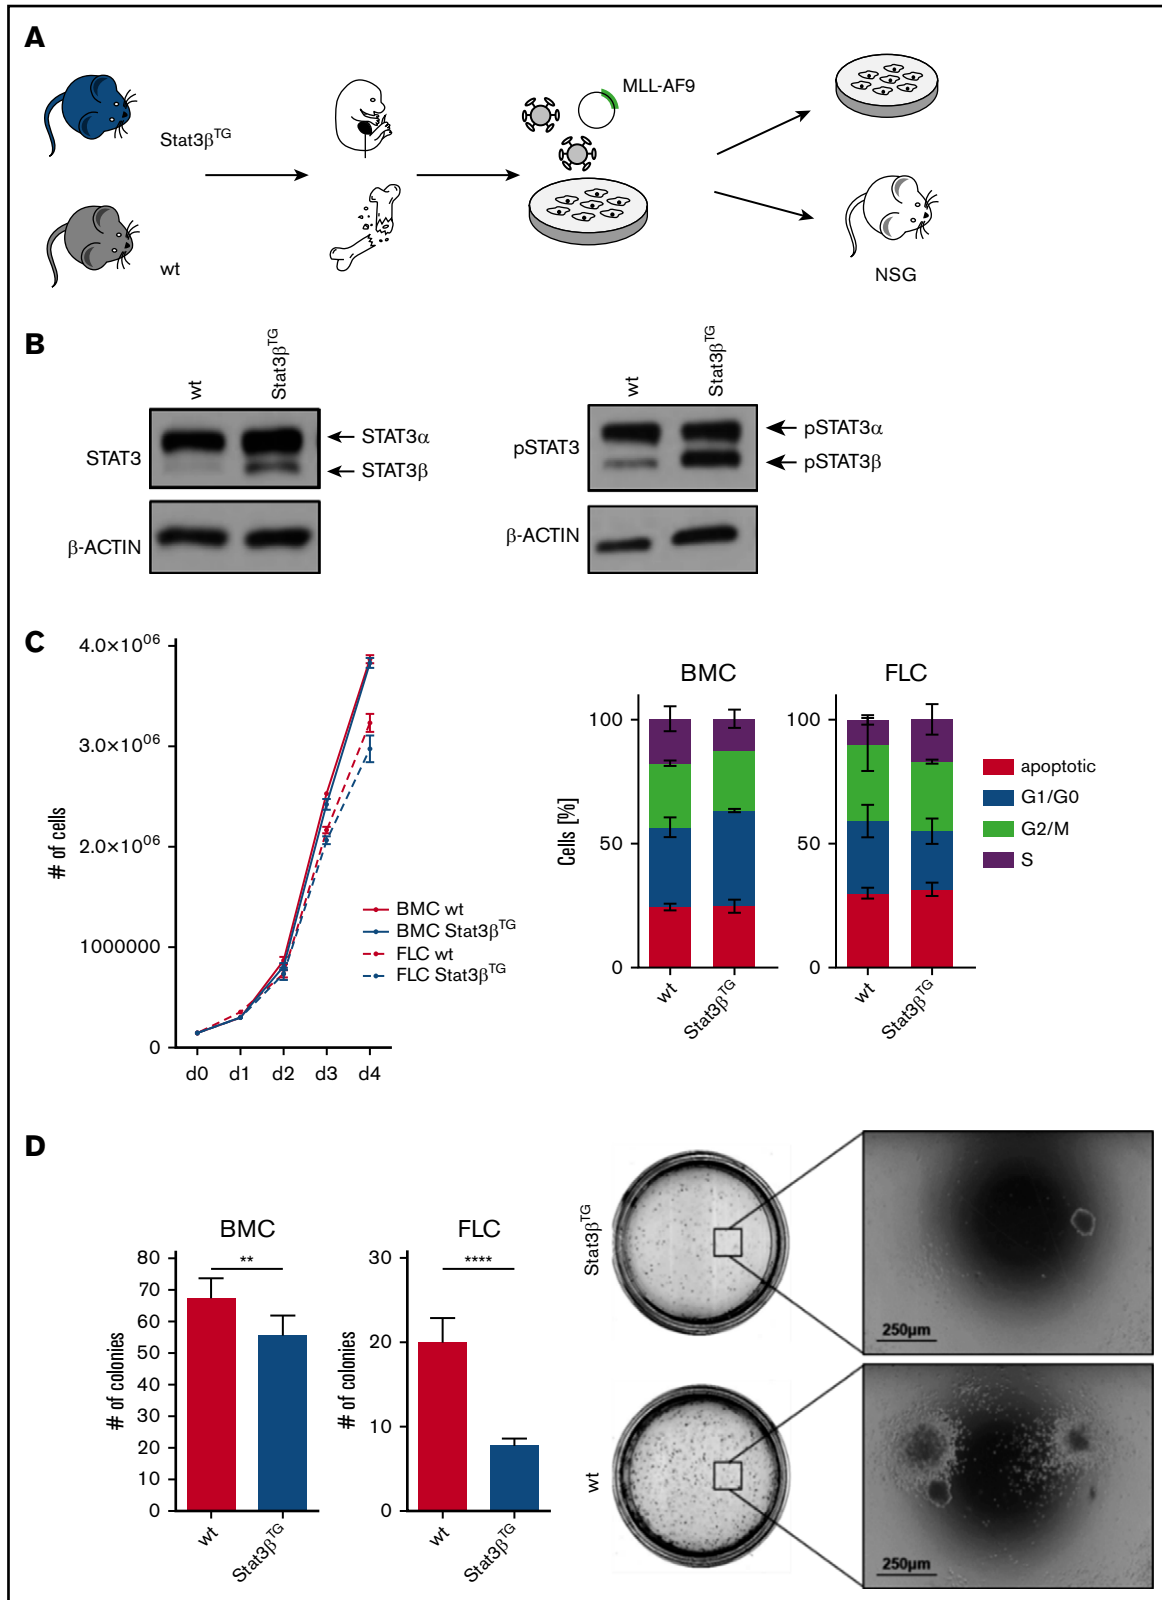 A
Stat3β^TG
wt
MLL-AF9
NSG
B
wt
Stat3β^TG
STAT3
STAT3α
STAT3β
β-ACTIN
wt
Stat3β^TG
pSTAT3
pSTAT3α
pSTAT3β
β-ACTIN
C
4.0×10^06
3.0×10^06
2.0×10^06
1000000
0
# of cells
d0 d1 d2 d3 d4
BMC wt
BMC Stat3β^TG
FLC wt
FLC Stat3β^TG
BMC
Cells [%]
100
50
0
wt
Stat3β^TG
FLC
100
50
0
wt
Stat3β^TG
apoptotic
G1/G0
G2/M
S
D
BMC
# of colonies
80
70
60
50
40
30
20
10
0
**
wt
Stat3β^TG
FLC
# of colonies
30
20
10
0
****
wt
Stat3β^TG
Stat3β^TG
250µm
wt
250µm